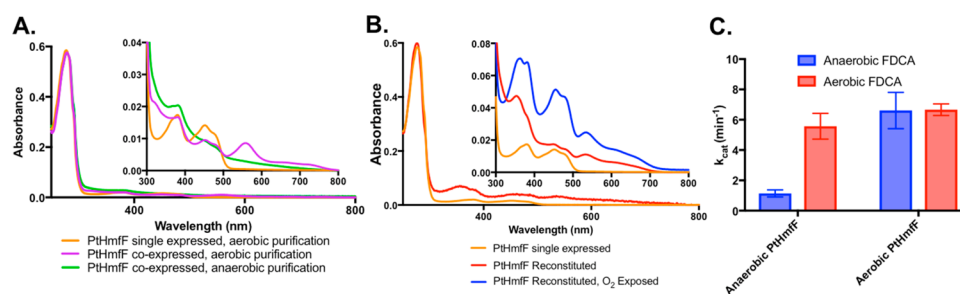 A.
0.6
0.4
0.2
0.0
Absorbance
400
600
800
Wavelength (nm)
0.04
0.03
0.02
0.01
0.00
300
400
500
600
700
800
PtHmfF single expressed, aerobic purification
PtHmfF co-expressed, aerobic purification
PtHmfF co-expressed, anaerobic purification
B.
0.6
0.4
0.2
0.0
Absorbance
400
600
800
Wavelength (nm)
0.08
0.06
0.04
0.02
0.00
300
400
500
600
700
800
PtHmfF single expressed
PtHmfF Reconstituted
PtHmfF Reconstituted, O₂ Exposed
C.
Anaerobic FDCA
Aerobic FDCA
10
8
6
4
2
0
kcat (min⁻¹)
Anaerobic PtHmfF
Aerobic PtHmfF